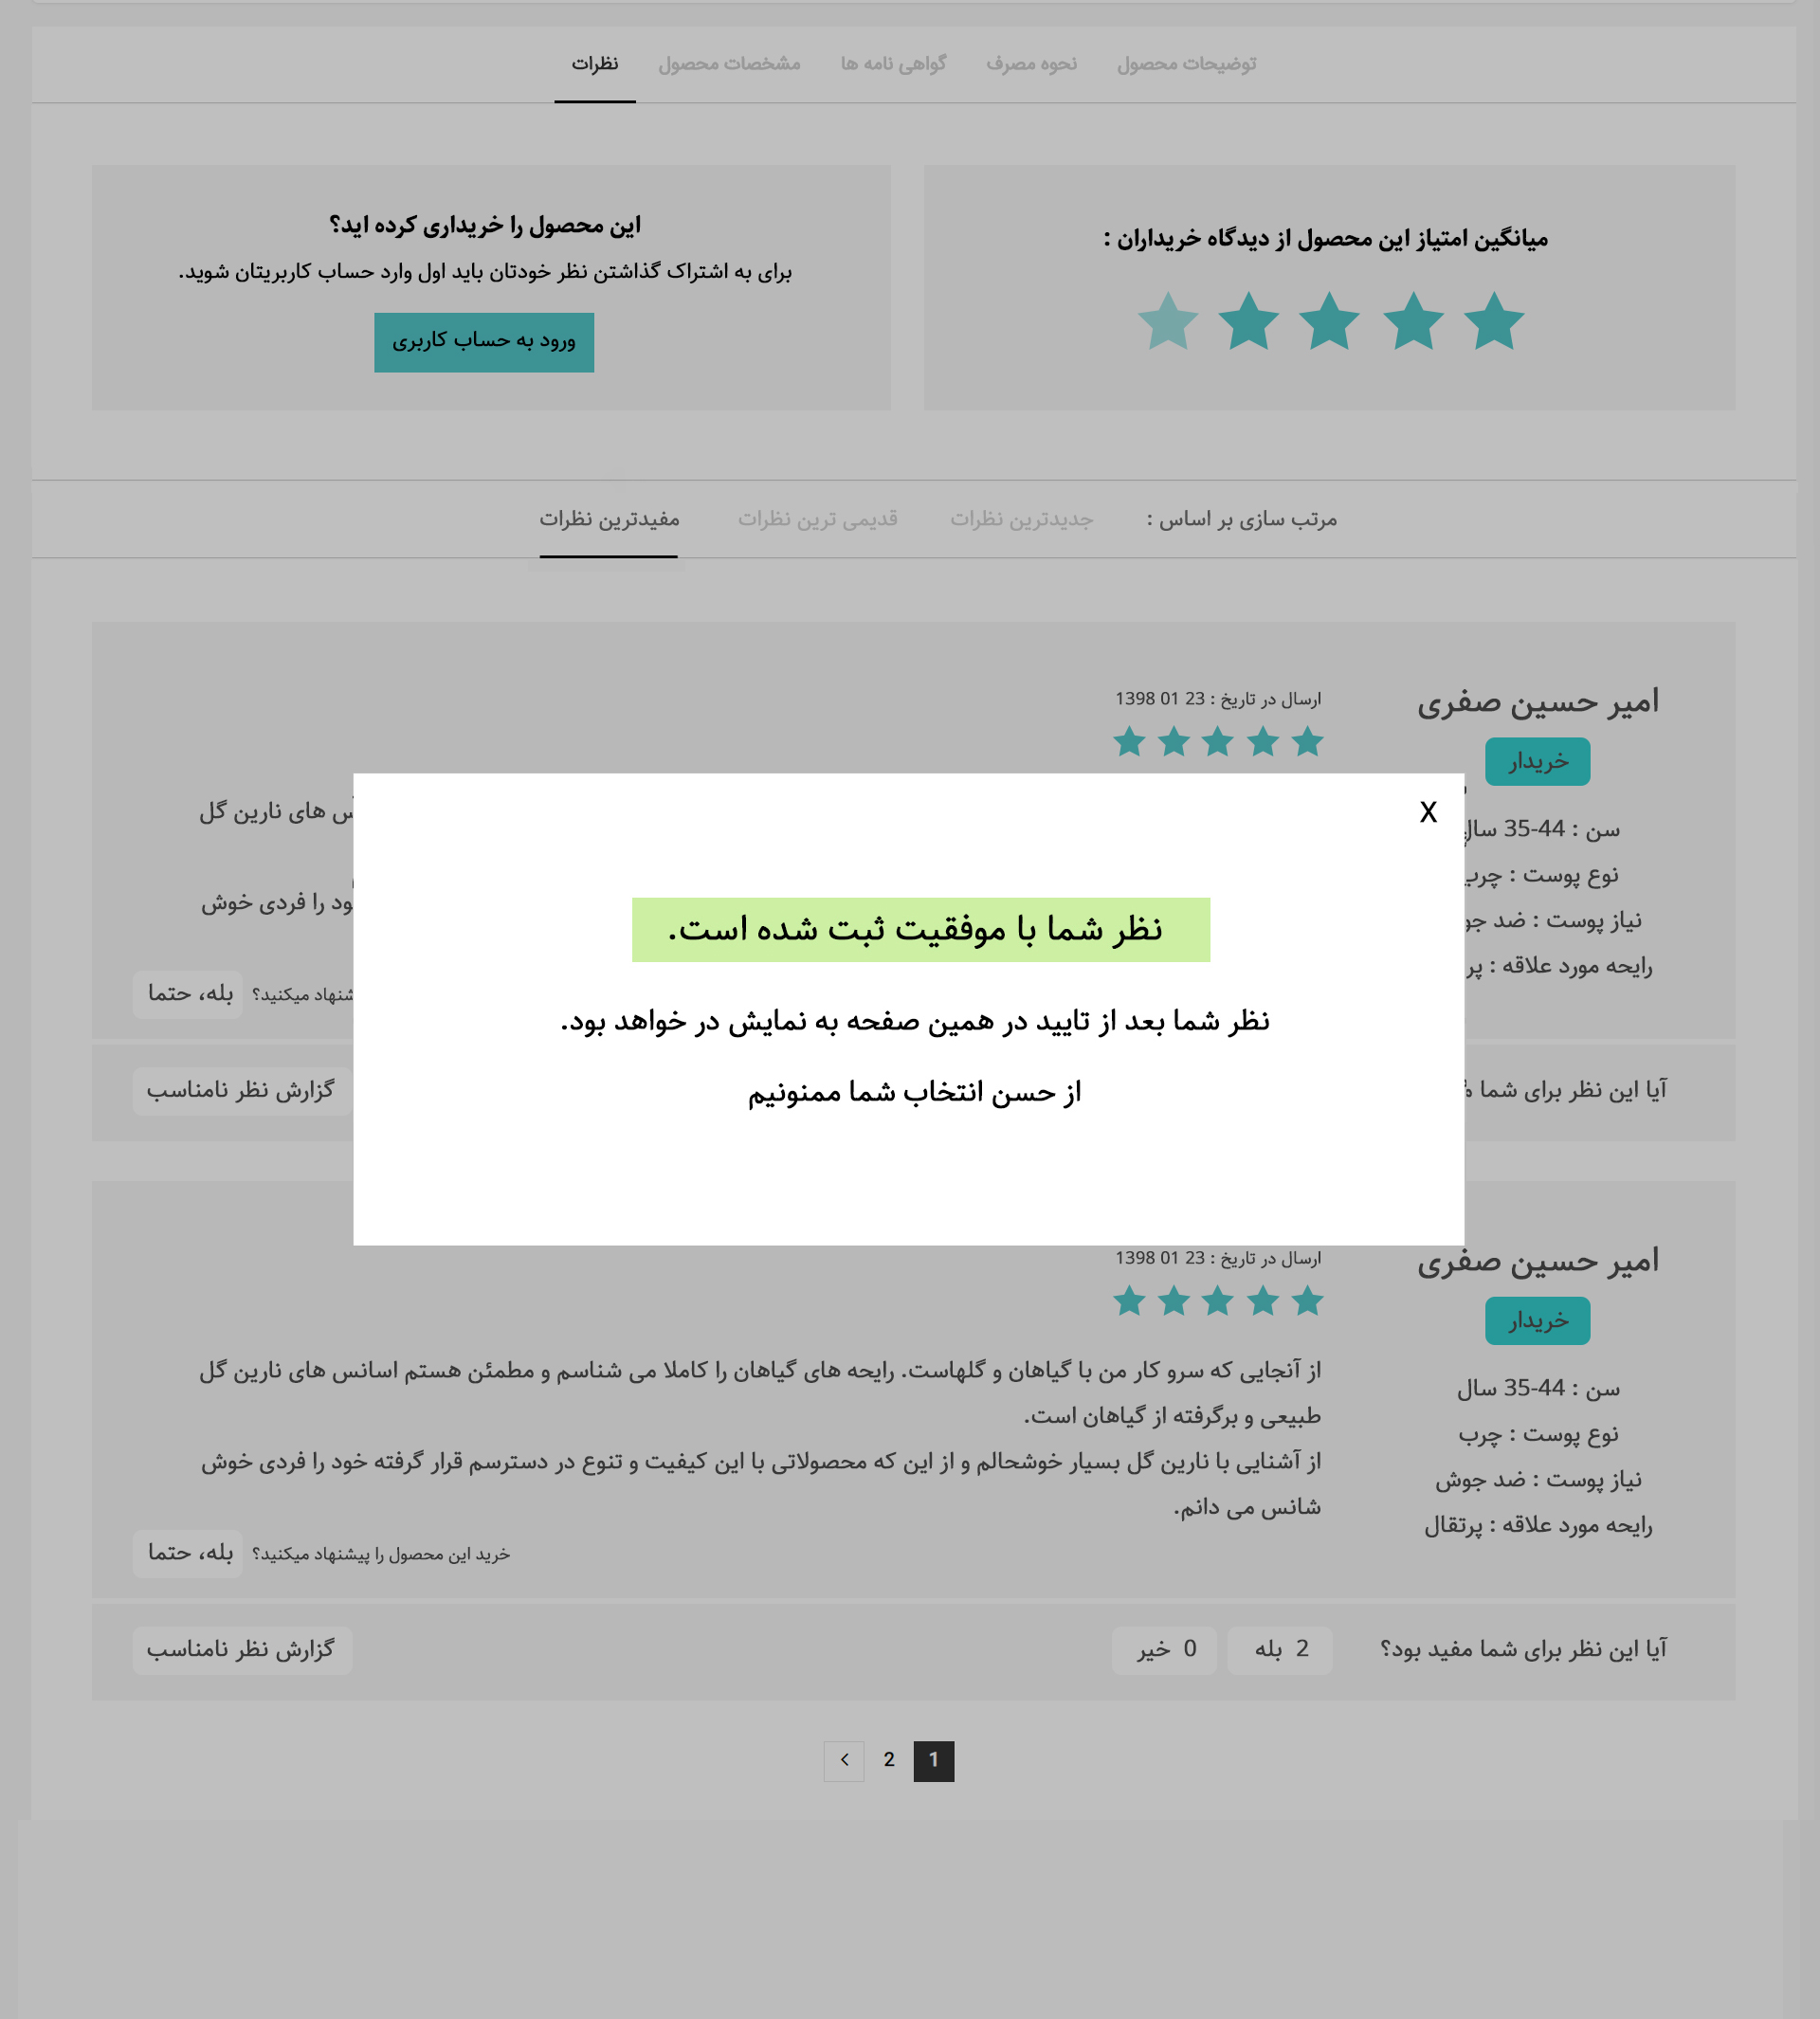 توضیحات محصول نحوه مصرف گواهی نامه ها مشخصات محصول نظرات
میانگین امتیاز این محصول از دیدگاه خریداران :
این محصول را خریداری کرده اید؟
برای به اشتراک گذاشتن نظر خودتان باید اول وارد حساب کاربریتان شوید.
ورود به حساب کاربری
مرتب سازی بر اساس : جدیدترین نظرات قدیمی ترین نظرات مفیدترین نظرات
امیر حسین صفری
خریدار
سن : 44-35 سال
نوع پوست : چرب
نیاز پوست : ضد
رایحه مورد علاقه :
ارسال در تاریخ : 23 01 1398
های نارین گل
را فردی خوش
میکنید؟ بله، حتما
آیا این نظر برای شما
گزارش نظر نامناسب
X
نظر شما با موفقیت ثبت شده است.
نظر شما بعد از تایید در همین صفحه به نمایش در خواهد بود.
از حسن انتخاب شما ممنونیم
امیر حسین صفری
خریدار
سن : 44-35 سال
نوع پوست : چرب
نیاز پوست : ضد جوش
رایحه مورد علاقه : پرتقال
ارسال در تاریخ : 23 01 1398
از آنجایی که سرو کار من با گیاهان و گلهاست. رایحه های گیاهان را کاملا می شناسم و مطمئن هستم اسانس های نارین گل
طبیعی و برگرفته از گیاهان است.
از آشنایی با نارین گل بسیار خوشحالم و از این که محصولاتی با این کیفیت و تنوع در دسترسم قرار گرفته خود را فردی خوش
شانس می دانم.
خرید این محصول را پیشنهاد میکنید؟ بله، حتما
آیا این نظر برای شما مفید بود؟ 2 بله 0 خیر
گزارش نظر نامناسب
1 2